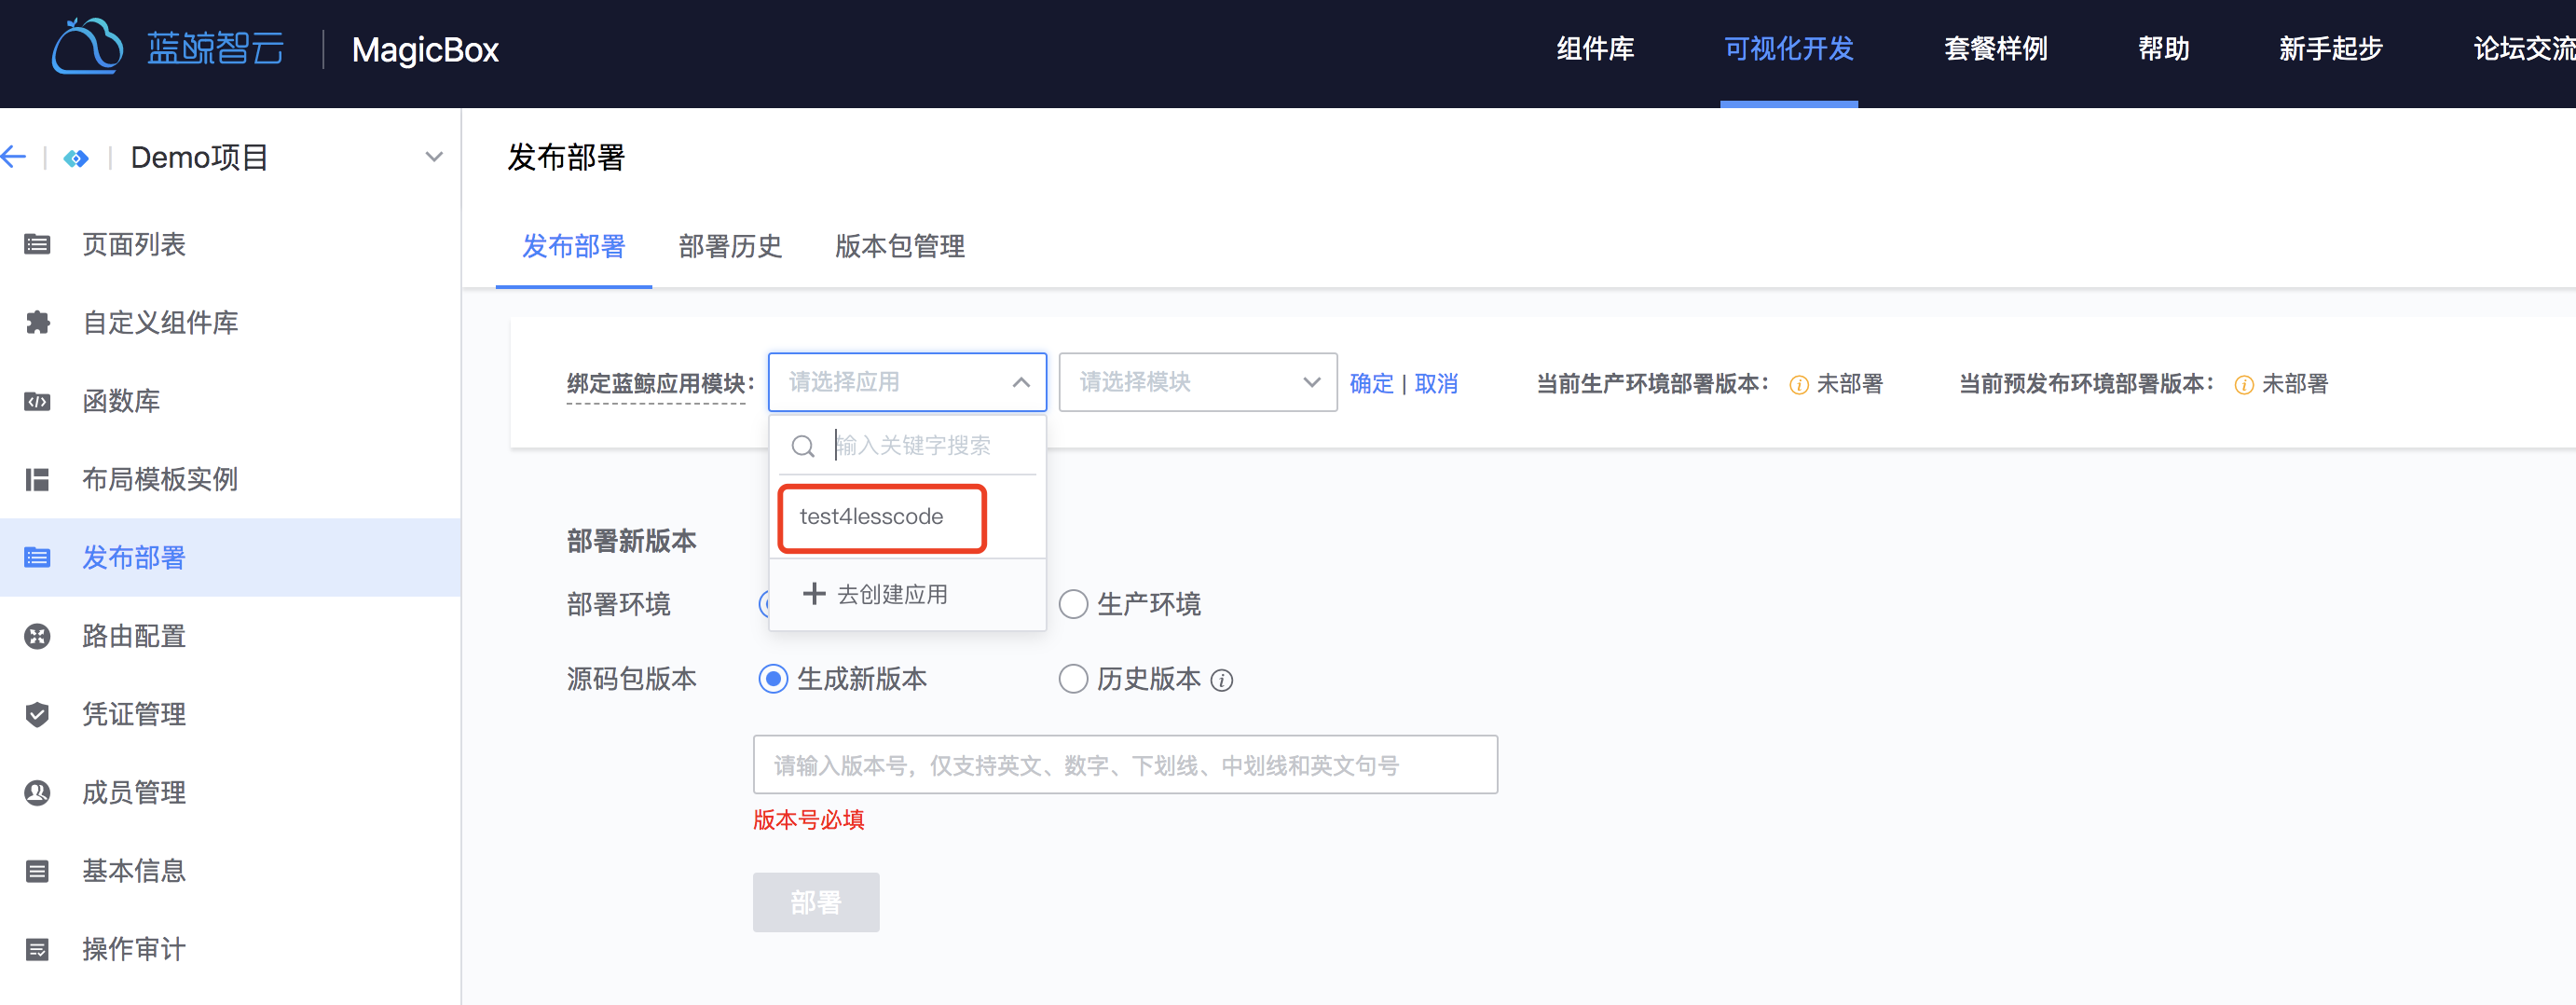 蓝鲸智云 | MagicBox 组件库 可视化开发 套餐样例 帮助 新手起步 论坛交流
Demo项目
页面列表
自定义组件库
函数库
布局模板实例
发布部署
路由配置
凭证管理
成员管理
基本信息
操作审计
发布部署
发布部署 部署历史 版本包管理
绑定蓝鲸应用模块： 请选择应用 请选择模块 确定 | 取消 当前生产环境部署版本： 未部署 当前预发布环境部署版本： 未部署
输入关键字搜索
test4lesscode
去创建应用
部署新版本
部署环境 生产环境
源码包版本 生成新版本 历史版本
请输入版本号，仅支持英文、数字、下划线、中划线和英文句号
版本号必填
部署